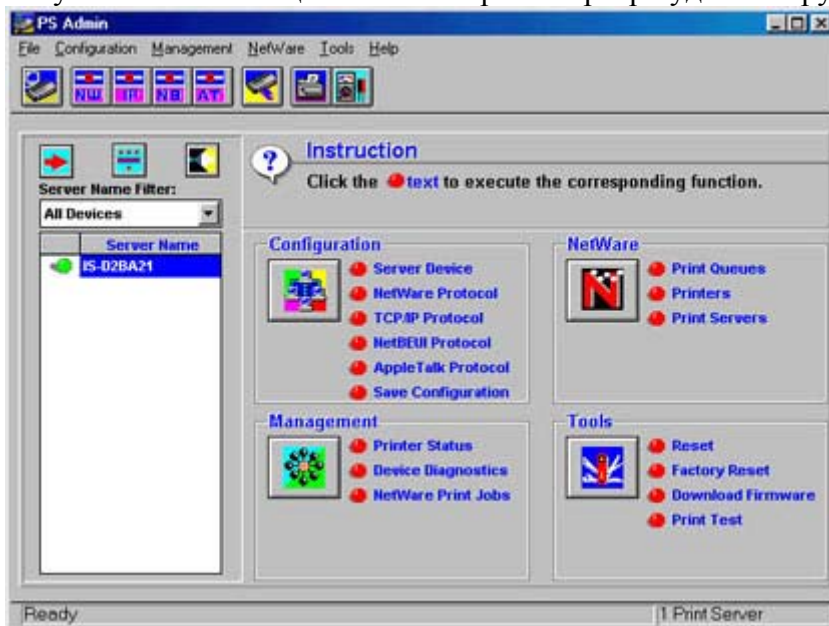 PS Admin
File Configuration Management NetWare Tools Help
NW IR NB AT
Instruction
Click the text to execute the corresponding function.
Server Name Filter:
All Devices
Server Name
IS-D2BA21
Configuration
Server Device
NetWare Protocol
TCP/IP Protocol
NetBEUI Protocol
AppleTalk Protocol
Save Configuration
NetWare
Print Queues
Printers
Print Servers
Management
Printer Status
Device Diagnostics
NetWare Print Jobs
Tools
Reset
Factory Reset
Download Firmware
Print Test
Ready
1 Print Server